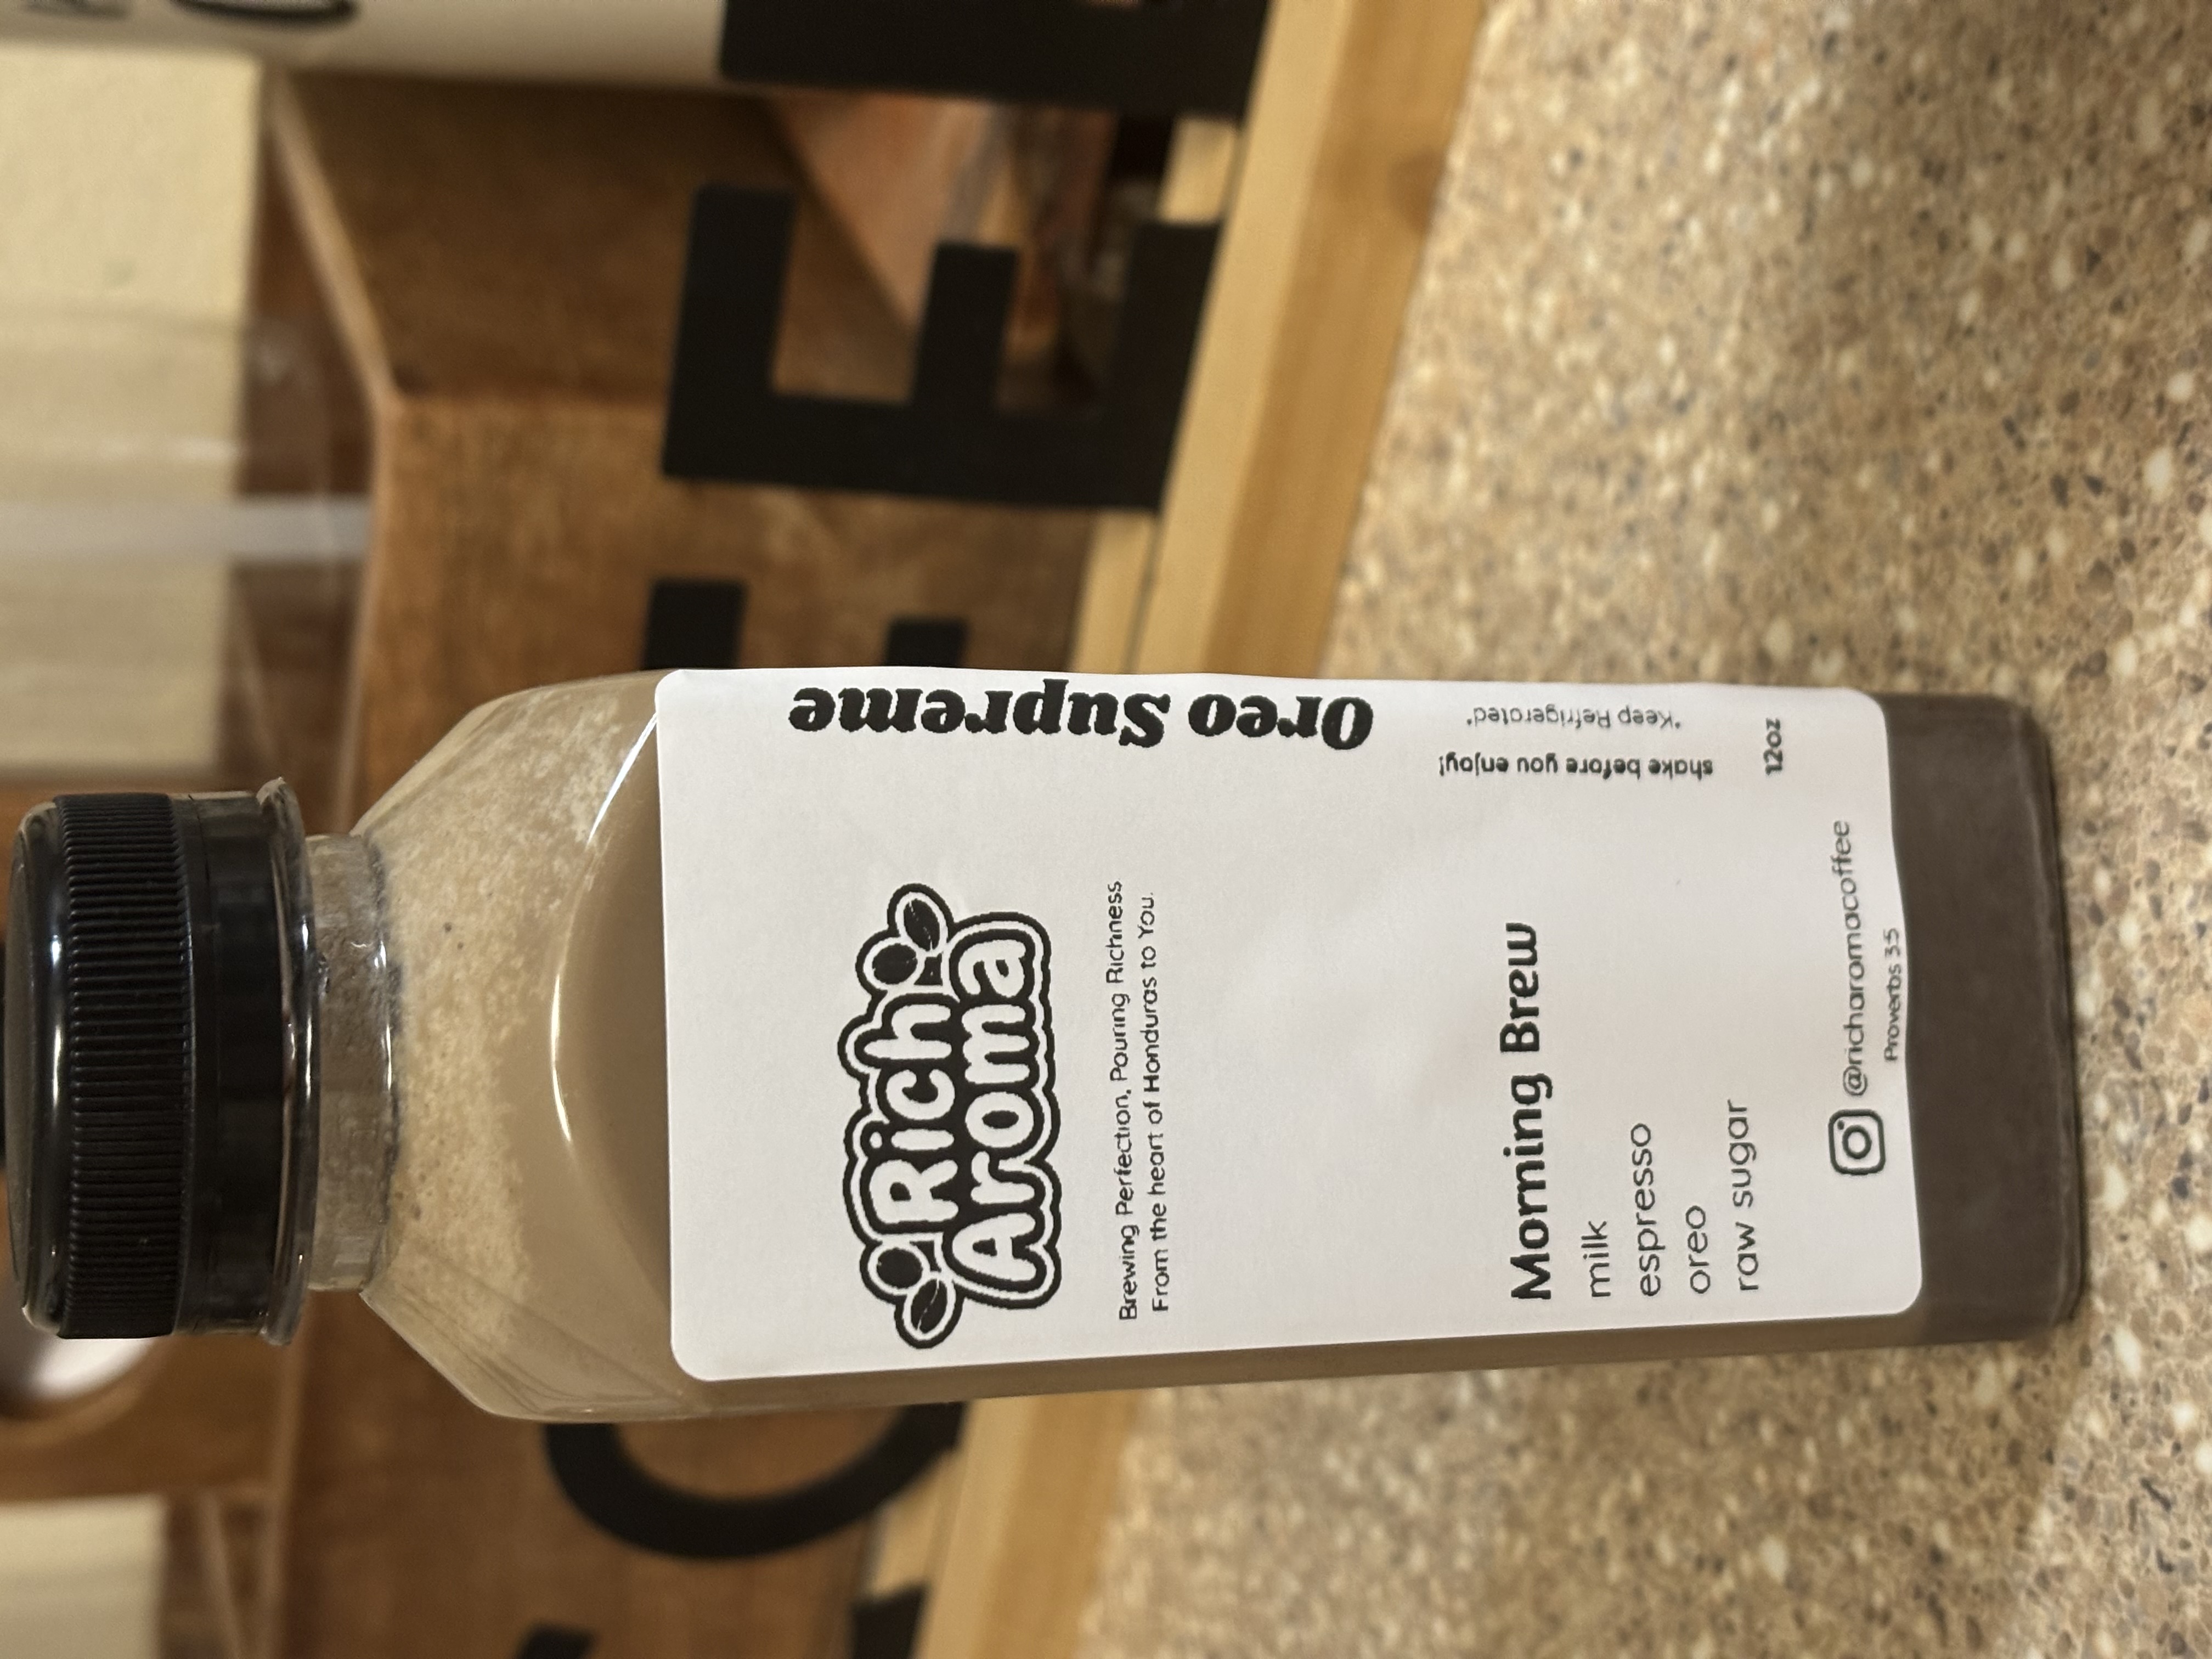 Rich
Aroma
Brewing Perfection, Pouring Richness
From the heart of Honduras to You.
Morning Brew
milk
espresso
oreo
raw sugar
@richaromacoffee
Proverbs 3:5
Oreo Supreme
*Keep Refrigerated*
shake before you enjoy!
12oz